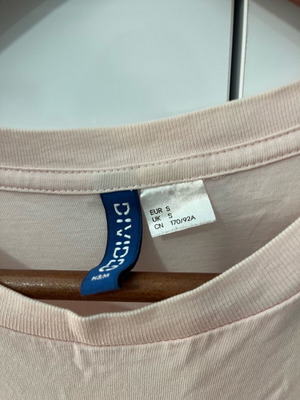 DIVIDED
H&M
EUR S
UK S
CN 170/92A